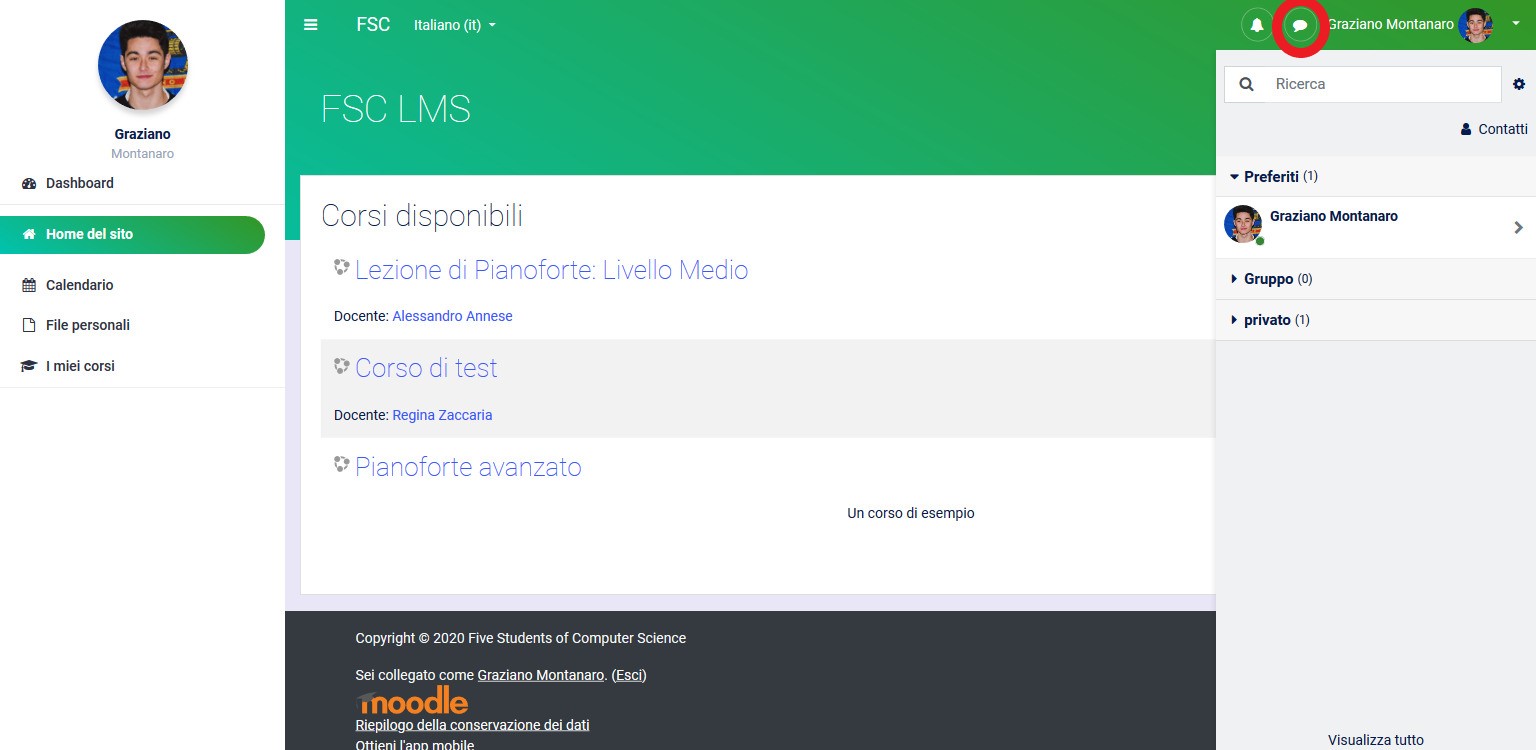 Graziano
Montanaro
Dashboard
Home del sito
Calendario
File personali
I miei corsi
FSC
Italiano (it)
Graziano Montanaro
FSC LMS
Corsi disponibili
Lezione di Pianoforte: Livello Medio
Docente: Alessandro Annese
Corso di test
Docente: Regina Zaccaria
Pianoforte avanzato
Un corso di esempio
Ricerca
Contatti
Preferiti (1)
Graziano Montanaro
Gruppo (0)
privato (1)
Visualizza tutto
Copyright © 2020 Five Students of Computer Science
Sei collegato come Graziano Montanaro. (Esci)
moodle
Riepilogo della conservazione dei dati
Ottieni l'app mobile